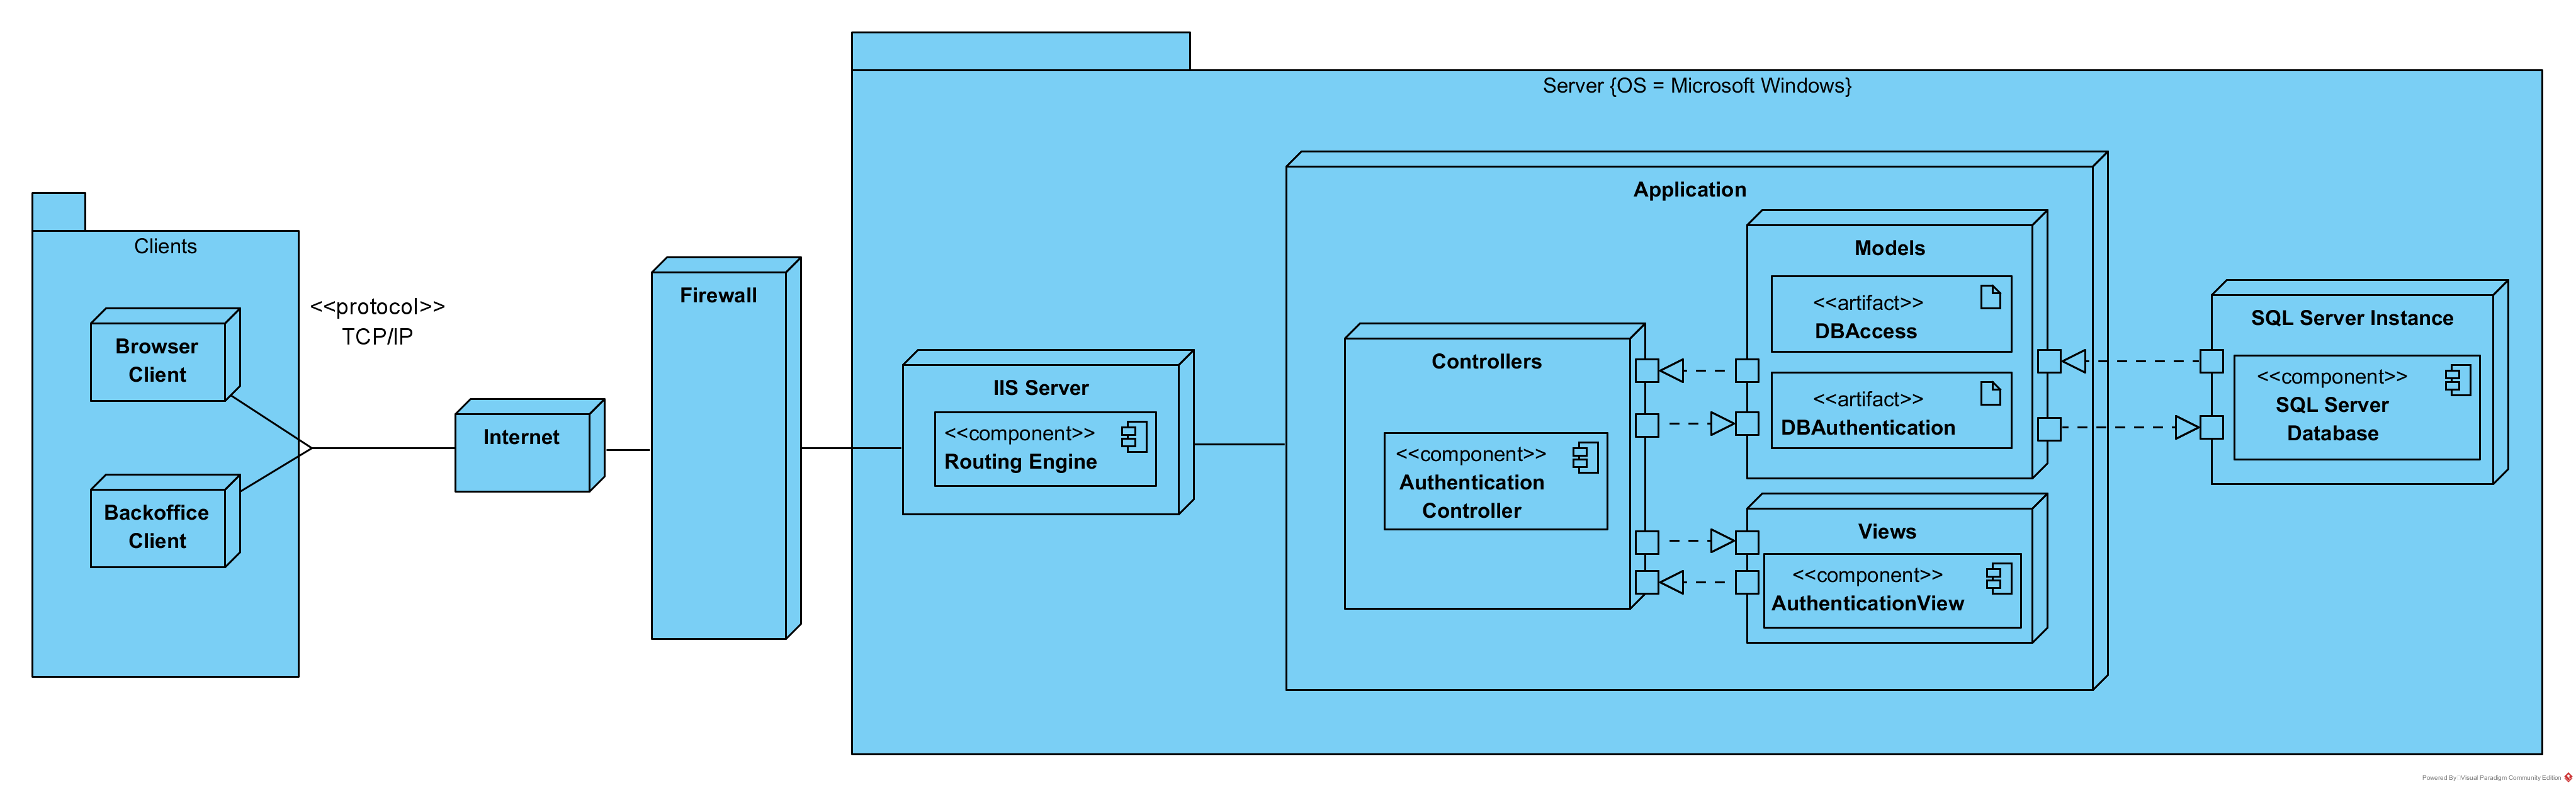 Clients
Browser
Client
Backoffice
Client
<<protocol>>
TCP/IP
Internet
Firewall
Server {OS = Microsoft Windows}
IIS Server
<<component>>
Routing Engine
Application
Controllers
<<component>>
Authentication
Controller
Models
<<artifact>>
DBAccess
<<artifact>>
DBAuthentication
Views
<<component>>
AuthenticationView
SQL Server Instance
<<component>>
SQL Server
Database
Powered By Visual Paradigm Community Edition